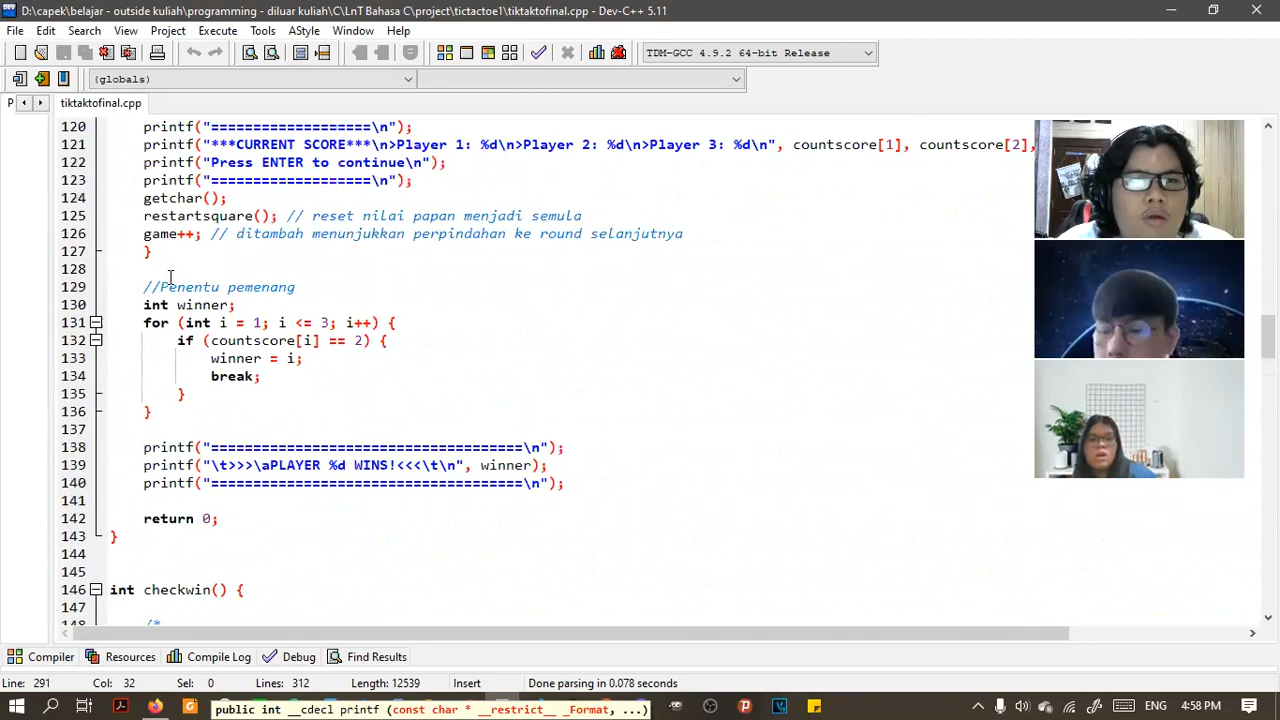 D:\capek\belajar - outside kuliah\programming - diluar kuliah\C\LnT Bahasa C\project\tictactoe1\tiktaktofinal.cpp - Dev-C++ 5.11
File Edit Search View Project Execute Tools AStyle Window Help
TDM-GCC 4.9.2 64-bit Release
(globals)
P tiktaktofinal.cpp
120 printf("===================\n");
121 printf("***CURRENT SCORE***\n>Player 1: %d\n>Player 2: %d\n>Player 3: %d\n", countscore[1], countscore[2],
122 printf("Press ENTER to continue\n");
123 printf("===================\n");
124 getchar();
125 restartsquare(); // reset nilai papan menjadi semula
126 game++; // ditambah menunjukkan perpindahan ke round selanjutnya
127 }
128
129 //Penentu pemenang
130 int winner;
131 for (int i = 1; i <= 3; i++) {
132 if (countscore[i] == 2) {
133 winner = i;
134 break;
135 }
136 }
137
138 printf("=====================================\n");
139 printf("\t>>>\aPLAYER %d WINS!<<<\t\n", winner);
140 printf("=====================================\n");
141
142 return 0;
143 }
144
145
146 int checkwin() {
147
148 /*
Compiler Resources Compile Log Debug Find Results
Line: 291 Col: 32 Sel: 0 Lines: 312 Length: 12539 Insert Done parsing in 0.078 seconds
public int __cdecl printf (const char * __restrict__ _Format, ...)
4:58 PM